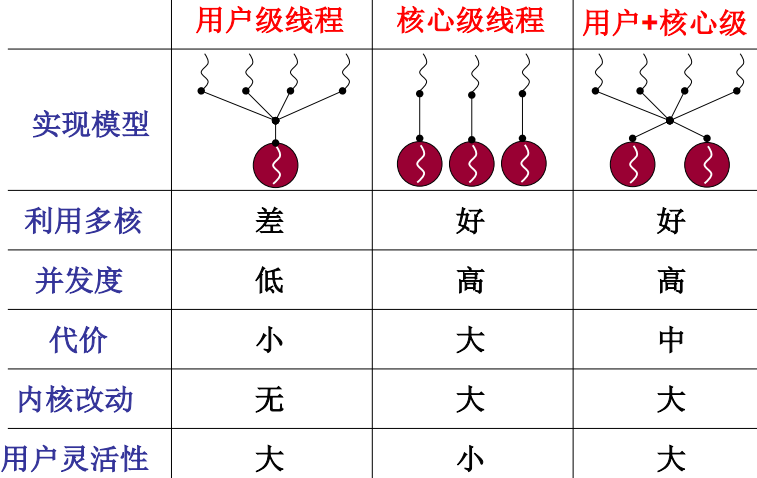 用户级线程 核心级线程 用户+核心级
实现模型
利用多核 差 好 好
并发度 低 高 高
代价 小 大 中
内核改动 无 大 大
用户灵活性 大 小 大